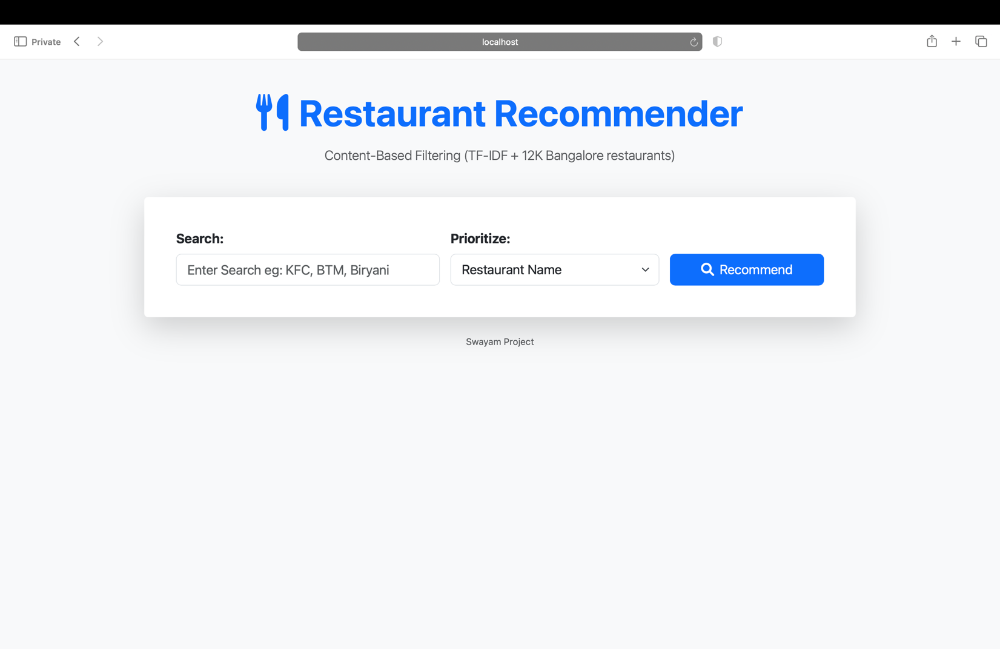 Private
localhost
Restaurant Recommender
Content-Based Filtering (TF-IDF + 12K Bangalore restaurants)
Search:
Prioritize:
Enter Search eg: KFC, BTM, Biryani
Restaurant Name
Recommend
Swayam Project